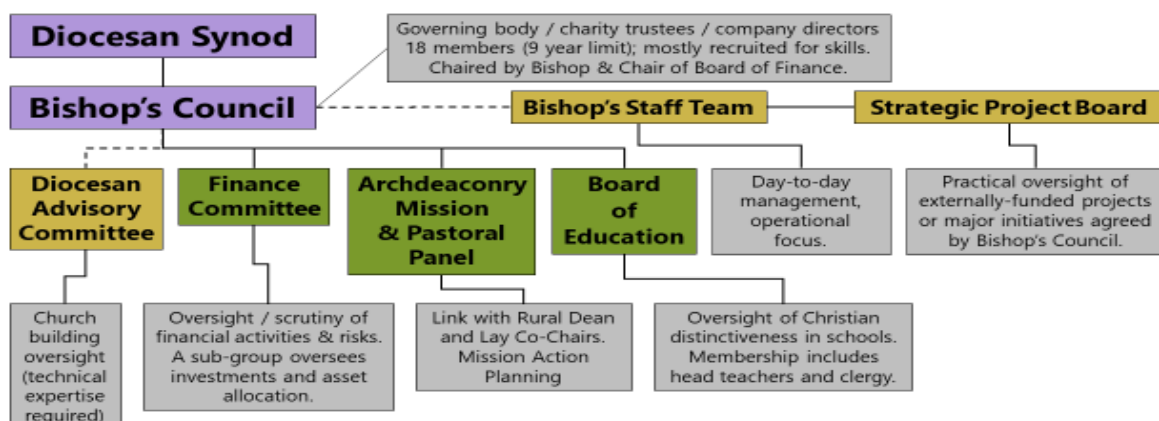 Diocesan Synod
Governing body / charity trustees / company directors
18 members (9 year limit); mostly recruited for skills.
Chaired by Bishop & Chair of Board of Finance.
Bishop's Council
Bishop's Staff Team
Strategic Project Board
Diocesan
Advisory
Committee
Finance
Committee
Archdeaconry
Mission
& Pastoral
Panel
Board
of
Education
Day-to-day
management,
operational
focus.
Practical oversight of
externally-funded projects
or major initiatives agreed
by Bishop's Council.
Church
building
oversight
(technical
expertise
required)
Oversight / scrutiny of
financial activities & risks.
A sub-group oversees
investments and asset
allocation.
Link with Rural Dean
and Lay Co-Chairs.
Mission Action
Planning
Oversight of Christian
distinctiveness in schools.
Membership includes
head teachers and clergy.